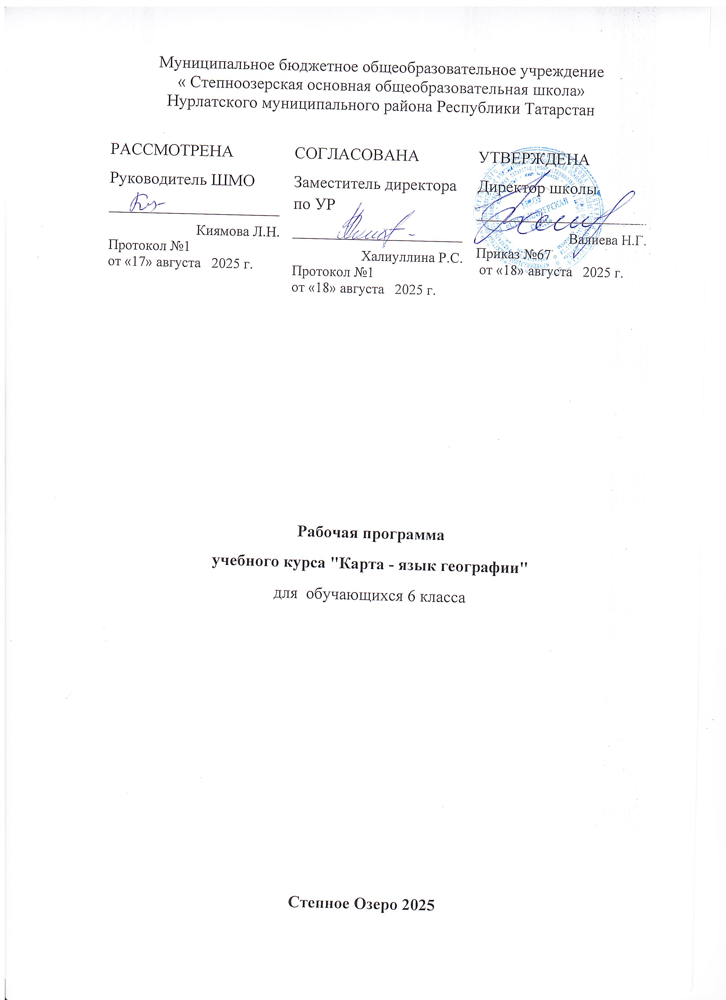 Муниципальное бюджетное общеобразовательное учреждение
« Степноозерская основная общеобразовательная школа»
Нурлатского муниципального района Республики Татарстан
РАССМОТРЕНА
Руководитель ШМО
Киямова Л.Н.
Протокол №1
от «17» августа 2025 г.
СОГЛАСОВАНА
Заместитель директора
по УР
Халиуллина Р.С.
Протокол №1
от «18» августа 2025 г.
УТВЕРЖДЕНА
Директор школы
Валиева Н.Г.
Приказ №67
от «18» августа 2025 г.
Рабочая программа
учебного курса "Карта - язык географии"
для обучающихся 6 класса
Степное Озеро 2025